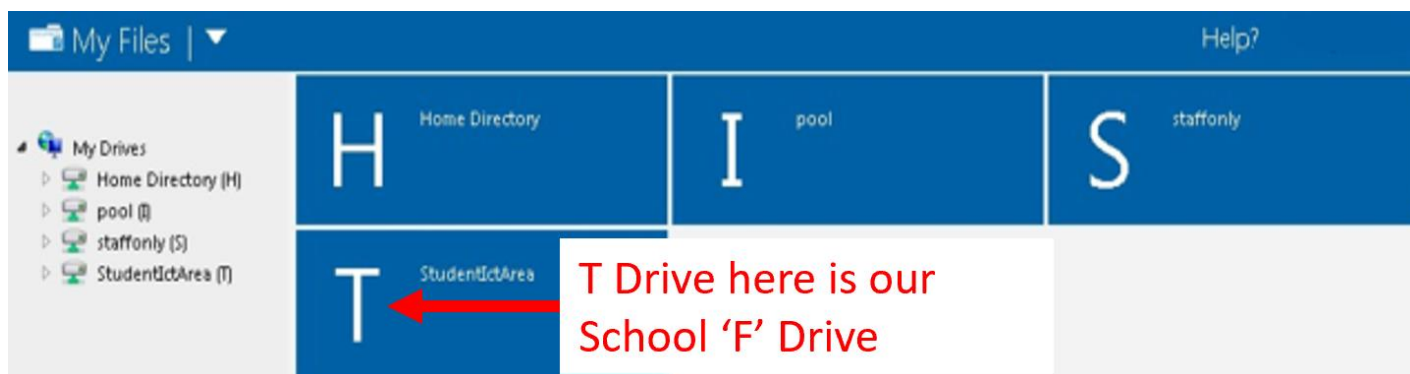 My Files | Help?
My Drives
Home Directory (H)
pool (I)
staffonly (S)
StudentIctArea (T)
H Home Directory
I pool
S staffonly
T StudentIctArea
T Drive here is our
School ‘F’ Drive